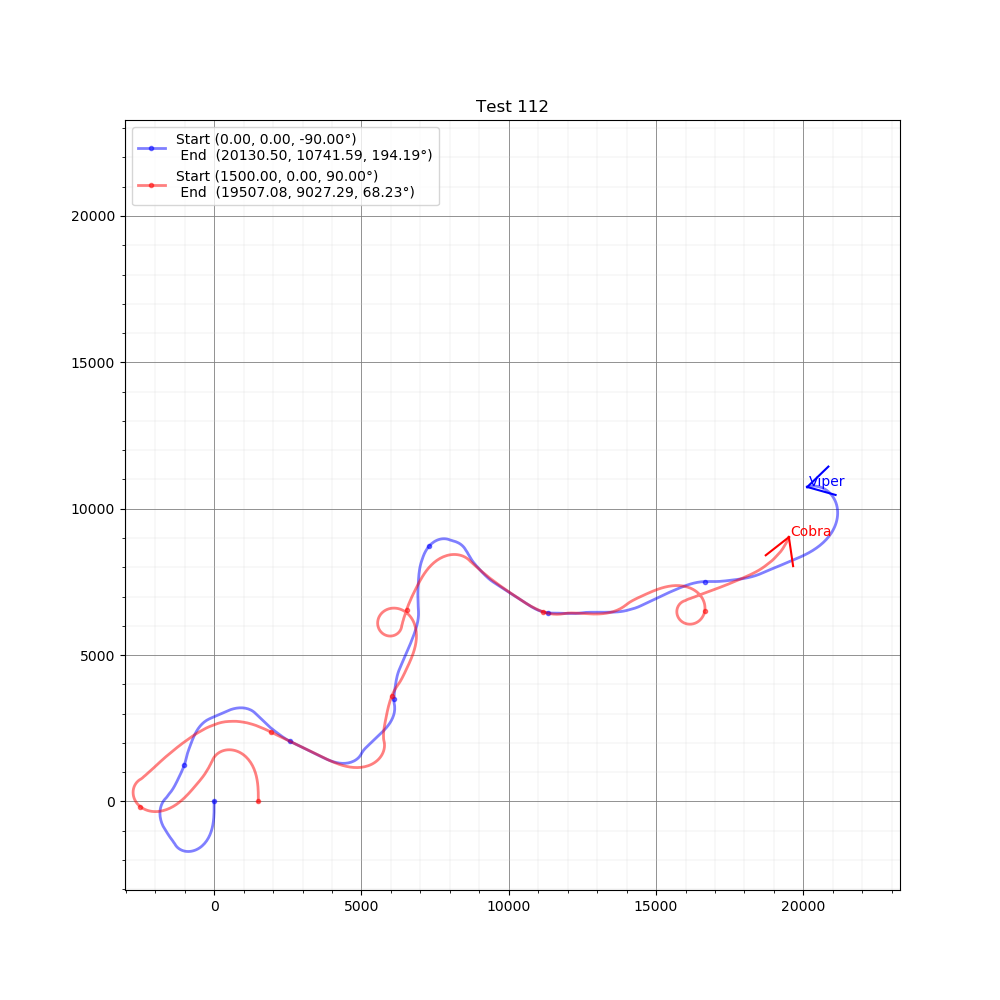 Test 112
Start (0.00, 0.00, -90.00°)
End (20130.50, 10741.59, 194.19°)
Start (1500.00, 0.00, 90.00°)
End (19507.08, 9027.29, 68.23°)
20000
15000
10000
5000
0
Viper
Cobra
0 5000 10000 15000 20000